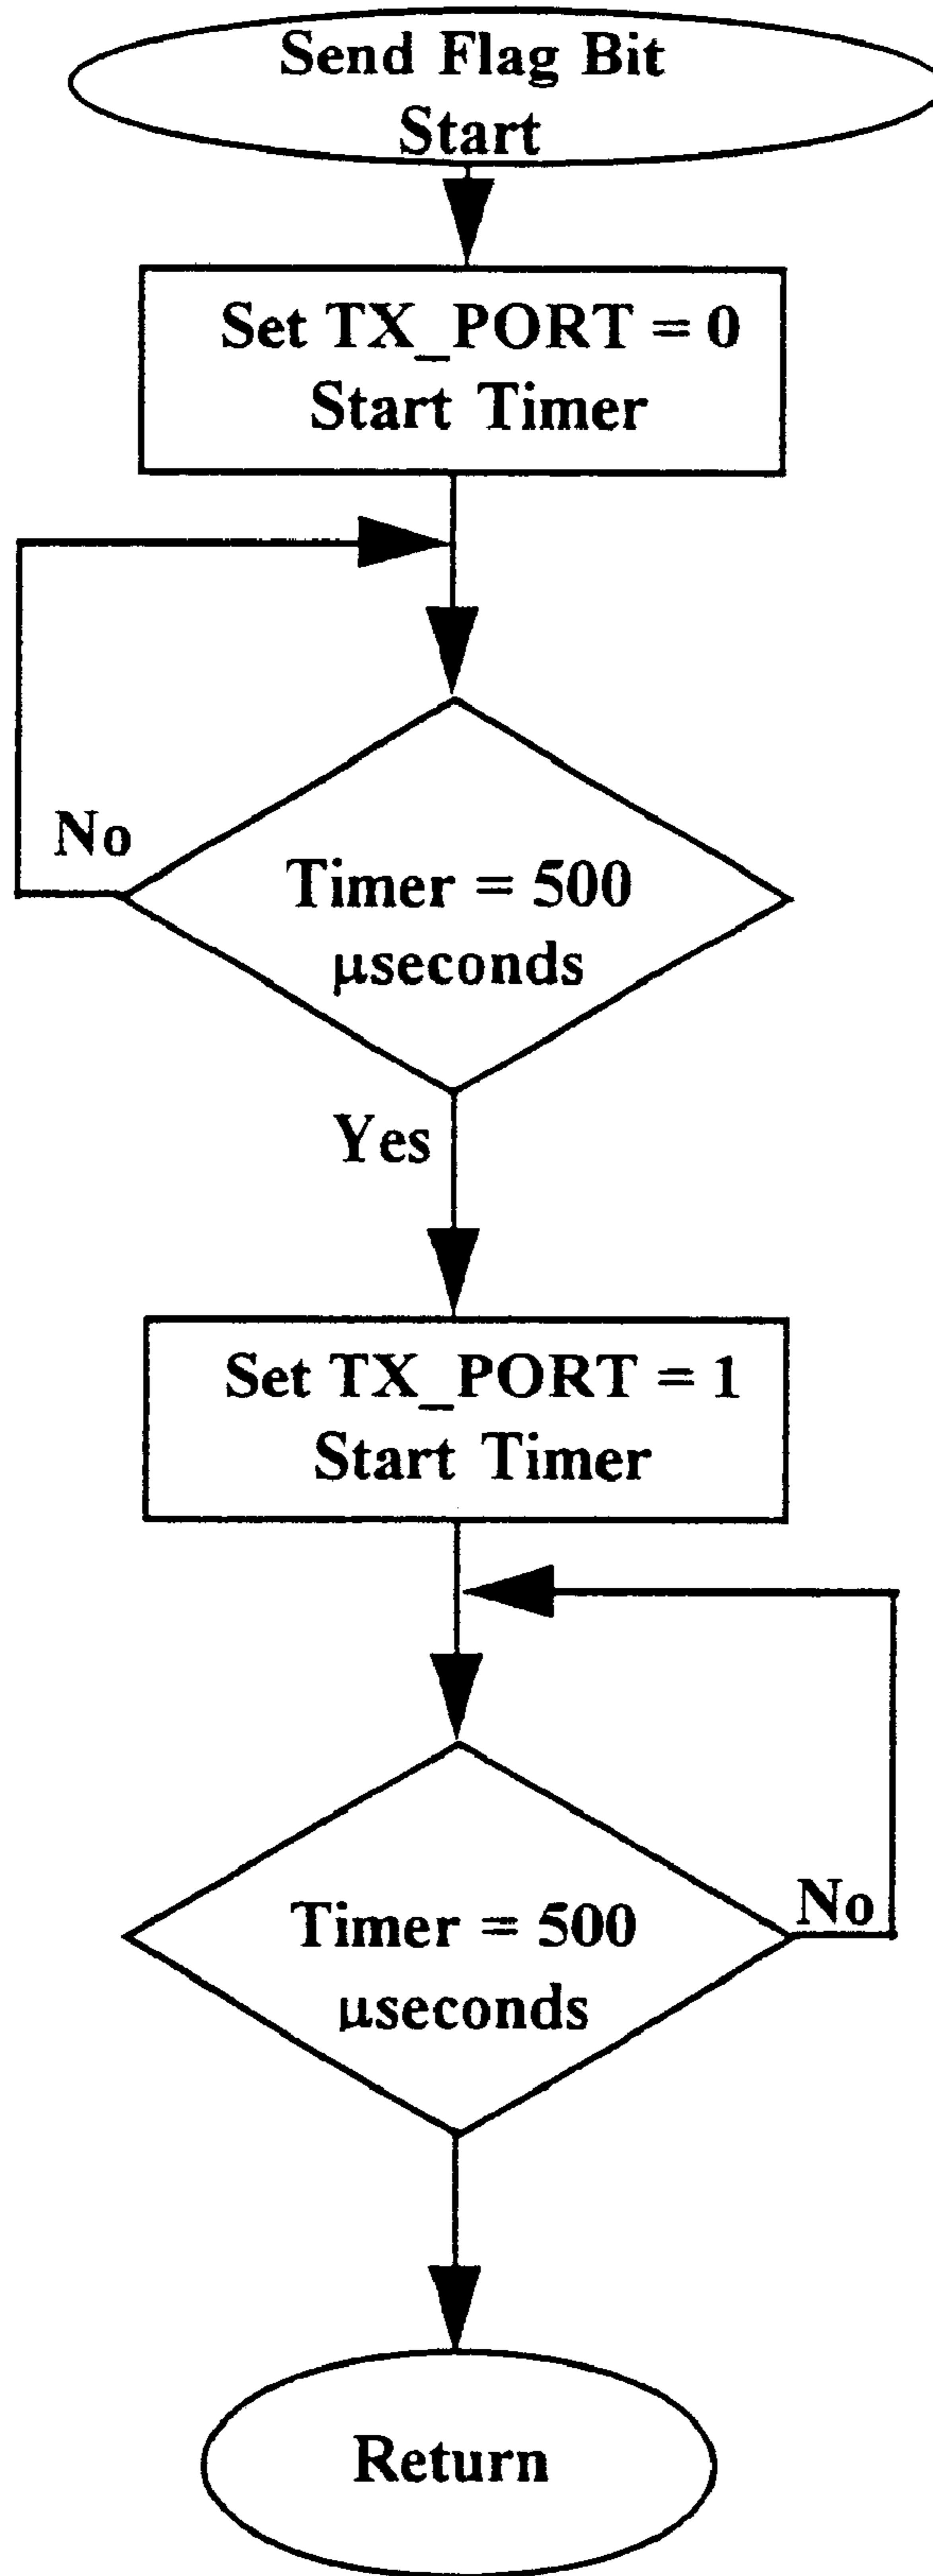 Send Flag Bit
Start
Set TX_PORT = 0
Start Timer
No
Timer = 500
μseconds
Yes
Set TX_PORT = 1
Start Timer
No
Timer = 500
μseconds
Return